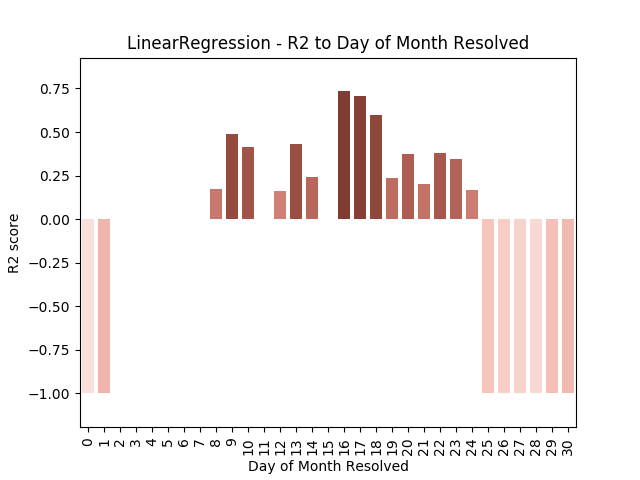 LinearRegression - R2 to Day of Month Resolved
R2 score
0.75
0.50
0.25
0.00
−0.25
−0.50
−0.75
−1.00
0 1 2 3 4 5 6 7 8 9 10 11 12 13 14 15 16 17 18 19 20 21 22 23 24 25 26 27 28 29 30
Day of Month Resolved